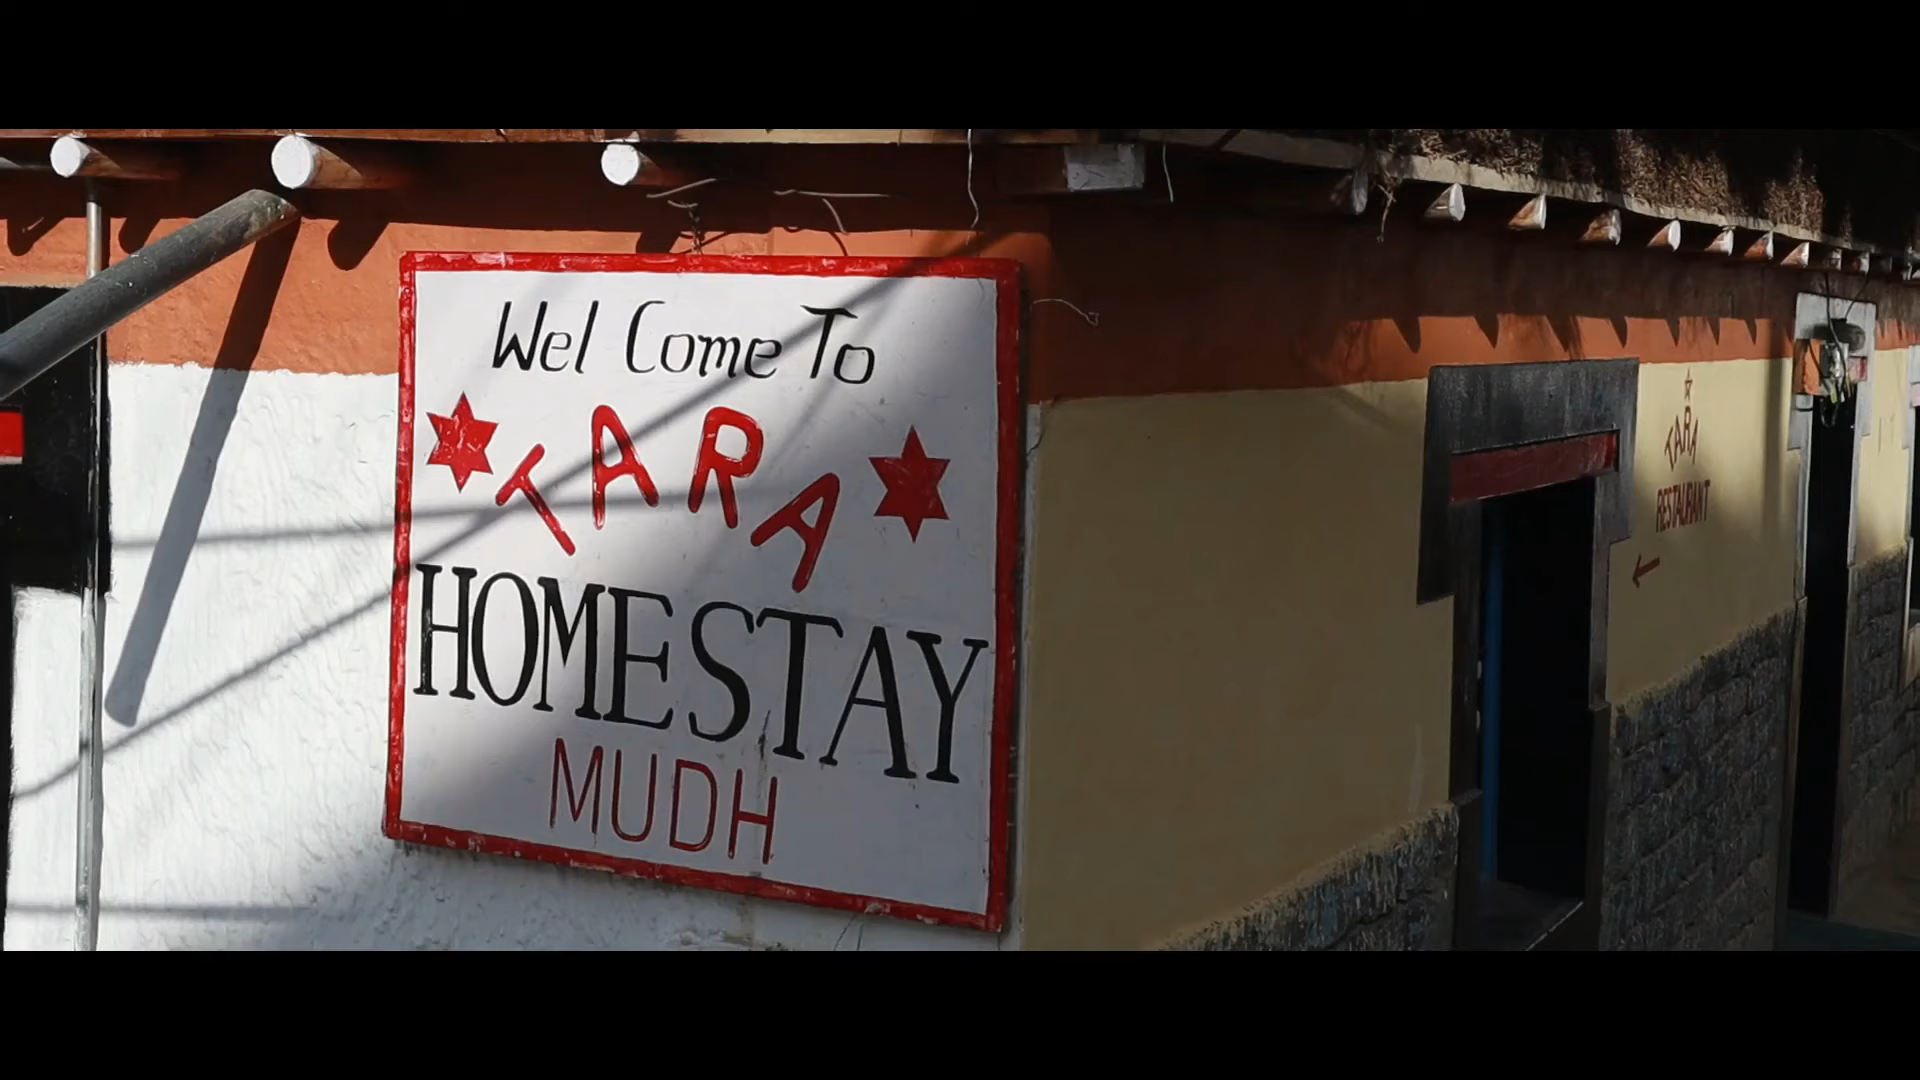 Wel Come To
TARA
HOMESTAY
MUDH
TARA
RESTAURANT